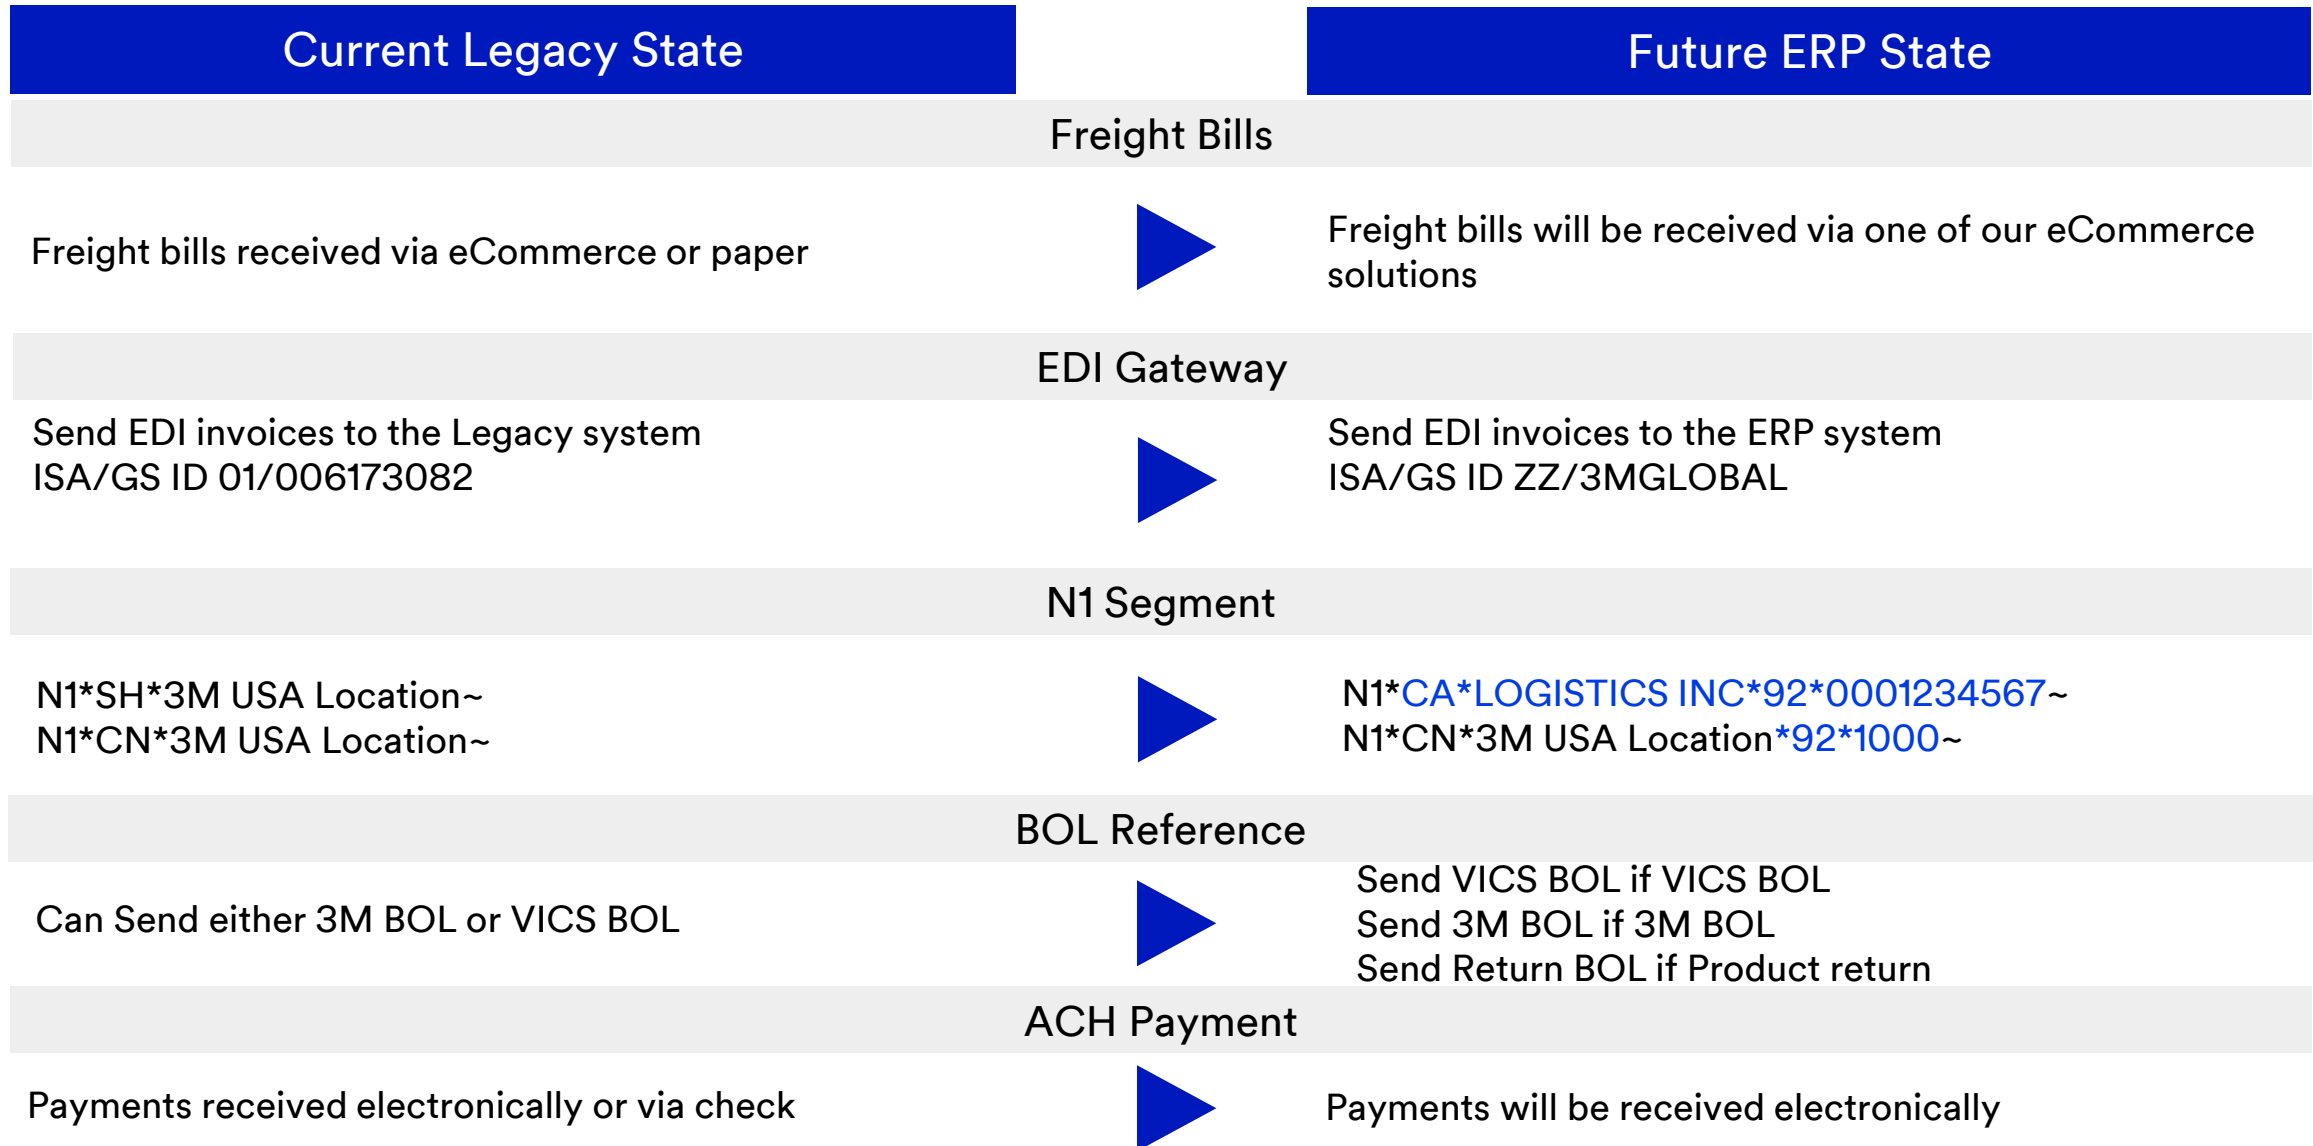 Current Legacy State
Future ERP State
Freight Bills
Freight bills received via eCommerce or paper
Freight bills will be received via one of our eCommerce
solutions
EDI Gateway
Send EDI invoices to the Legacy system
ISA/GS ID 01/006173082
Send EDI invoices to the ERP system
ISA/GS ID ZZ/3MGLOBAL
N1 Segment
N1*SH*3M USA Location~
N1*CN*3M USA Location~
N1*CA*LOGISTICS INC*92*0001234567~
N1*CN*3M USA Location*92*1000~
BOL Reference
Can Send either 3M BOL or VICS BOL
Send VICS BOL if VICS BOL
Send 3M BOL if 3M BOL
Send Return BOL if Product return
ACH Payment
Payments received electronically or via check
Payments will be received electronically